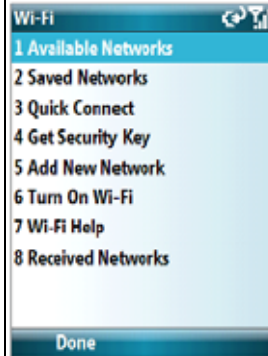 Wi-Fi
1 Available Networks
2 Saved Networks
3 Quick Connect
4 Get Security Key
5 Add New Network
6 Turn On Wi-Fi
7 Wi-Fi Help
8 Received Networks
Done